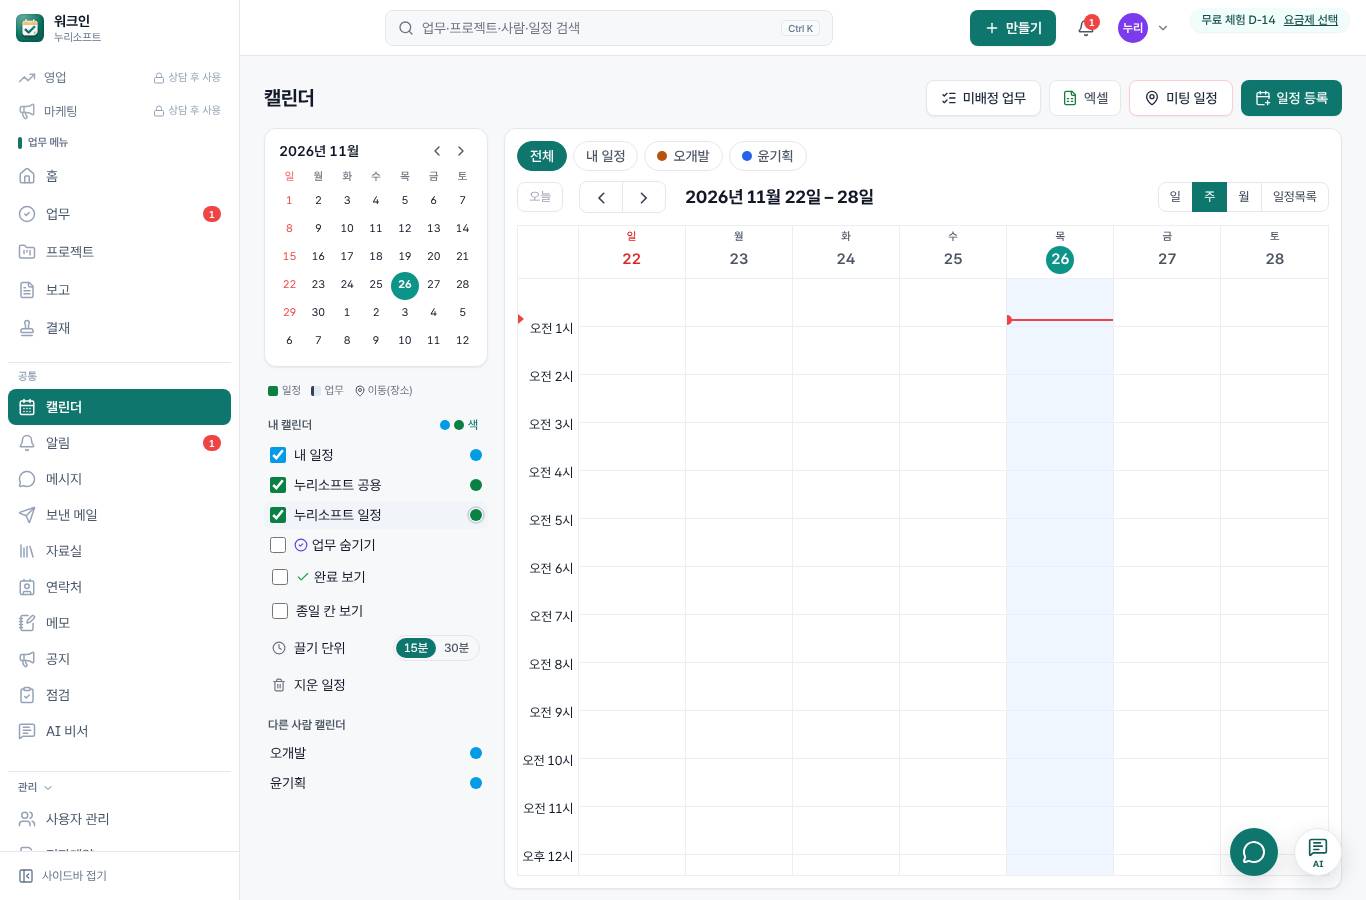 워크인
누리소프트
영업 상담 후 사용
마케팅 상담 후 사용
업무 메뉴
홈
업무 1
프로젝트
보고
결재
공통
캘린더
알림 1
메시지
보낸 메일
자료실
연락처
메모
공지
점검
AI 비서
관리
사용자 관리
사이드바 접기
업무·프로젝트·사람·일정 검색 Ctrl K
만들기
1
누리
무료 체험 D-14 요금제 선택
캘린더
미배정 업무
엑셀
미팅 일정
일정 등록
2026년 11월
일 월 화 수 목 금 토
1 2 3 4 5 6 7
8 9 10 11 12 13 14
15 16 17 18 19 20 21
22 23 24 25 26 27 28
29 30 1 2 3 4 5
6 7 8 9 10 11 12
일정 업무 이동(장소)
내 캘린더 색
내 일정
누리소프트 공용
누리소프트 일정
업무 숨기기
완료 보기
종일 칸 보기
끌기 단위 15분 30분
지운 일정
다른 사람 캘린더
오개발
윤기획
전체 내 일정 오개발 윤기획
오늘 2026년 11월 22일 – 28일 일 주 월 일정목록
일 월 화 수 목 금 토
22 23 24 25 26 27 28
오전 1시
오전 2시
오전 3시
오전 4시
오전 5시
오전 6시
오전 7시
오전 8시
오전 9시
오전 10시
오전 11시
오후 12시
AI